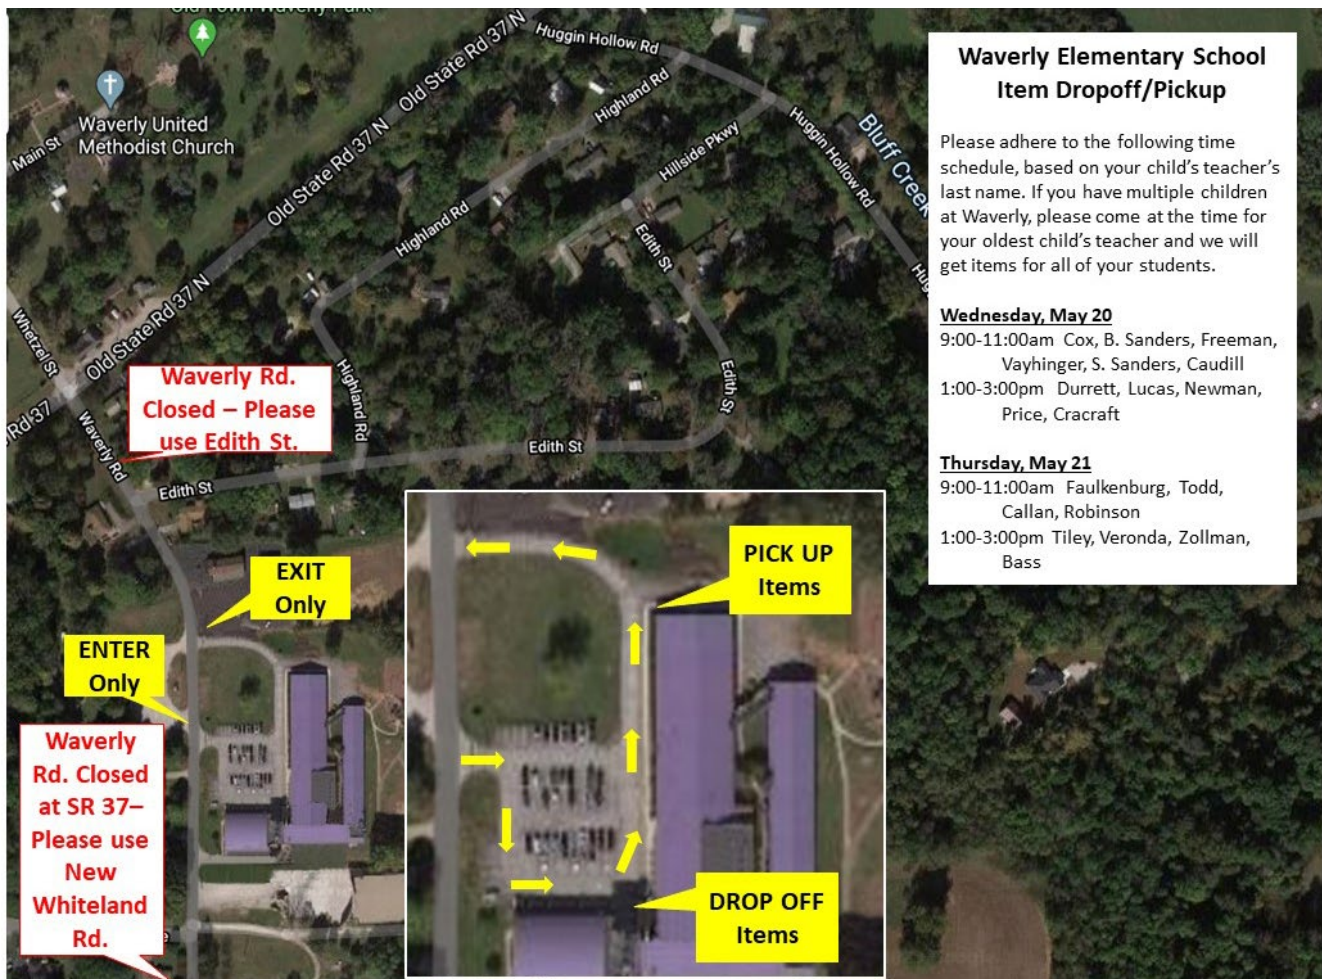 Old Town Waverly Park
Waverly United
Methodist Church
Main St
Old State Rd 37 N
Old State Rd 37 N
Old State Rd 37 N
Huggin Hollow Rd
Highland Rd
Hillside Pkwy
Huggin Hollow Rd
Bluff Creek
Highland Rd
Edith St
Whetzel St
Rd 37
Waverly Rd
Highland Rd
Edith St
Edith St
Edith St
Waverly Rd.
Closed – Please
use Edith St.
EXIT
Only
ENTER
Only
Waverly
Rd. Closed
at SR 37–
Please use
New
Whiteland
Rd.
PICK UP
Items
DROP OFF
Items
Waverly Elementary School
Item Dropoff/Pickup
Please adhere to the following time
schedule, based on your child’s teacher’s
last name. If you have multiple children
at Waverly, please come at the time for
your oldest child’s teacher and we will
get items for all of your students.
Wednesday, May 20
9:00-11:00am Cox, B. Sanders, Freeman,
Vayhinger, S. Sanders, Caudill
1:00-3:00pm Durrett, Lucas, Newman,
Price, Cracraft
Thursday, May 21
9:00-11:00am Faulkenburg, Todd,
Callan, Robinson
1:00-3:00pm Tiley, Veronda, Zollman,
Bass